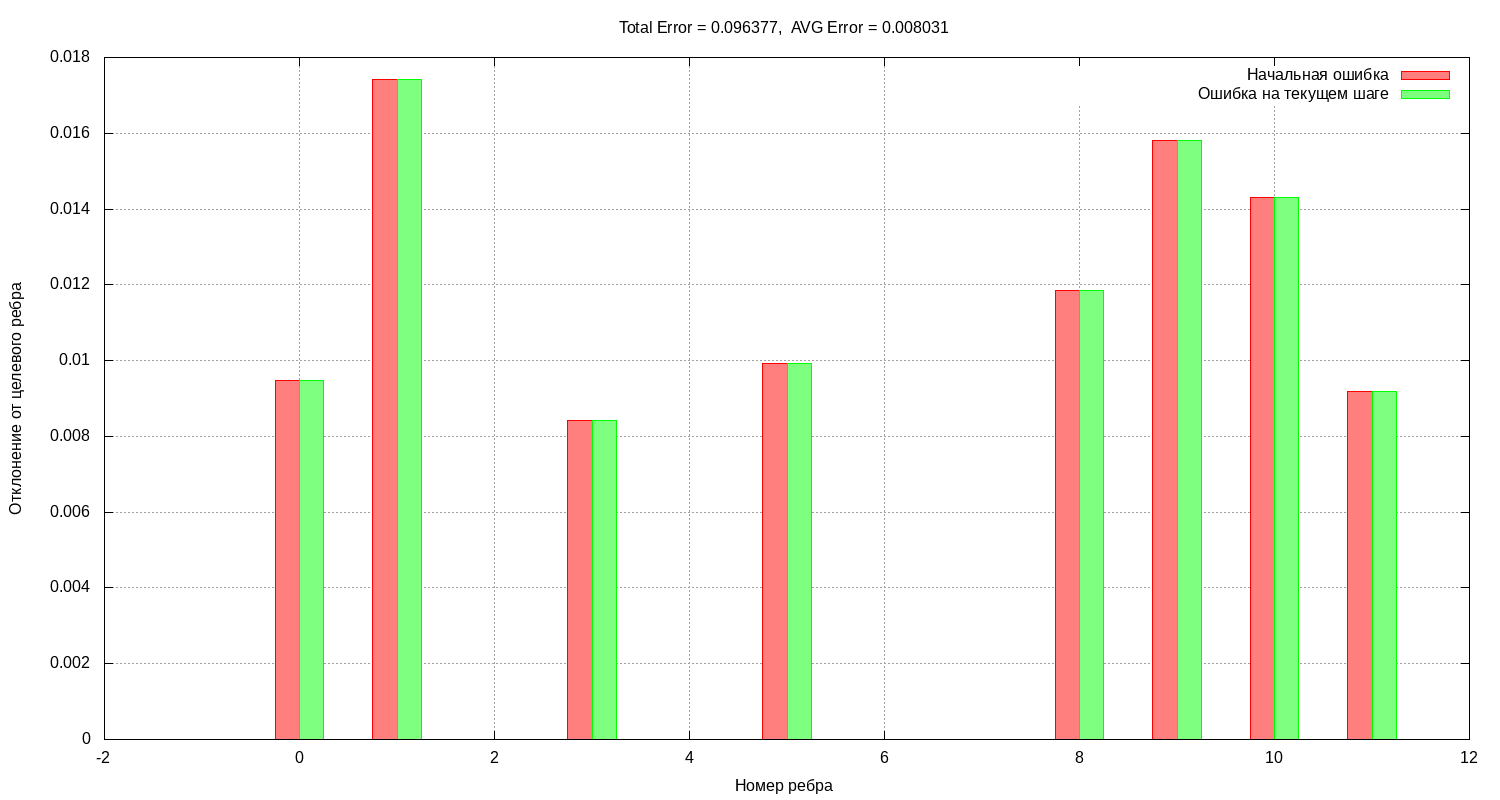 Total Error = 0.096377,  AVG Error = 0.008031
Начальная ошибка
Ошибка на текущем шаге
0.018
0.016
0.014
0.012
0.01
0.008
0.006
0.004
0.002
0
Отклонение от целевого ребра
-2 0 2 4 6 8 10 12
Номер ребра